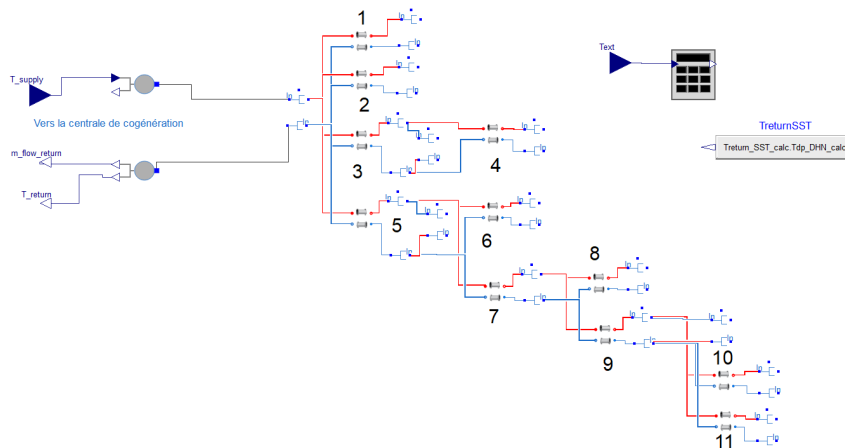 1
Text
T_supply
2
Vers la centrale de cogénération
TreturnSST
m_flow_return
Treturn_SST_calc.Tdp_DHN_calc
3
4
T_return
5
6
8
7
9
10
11